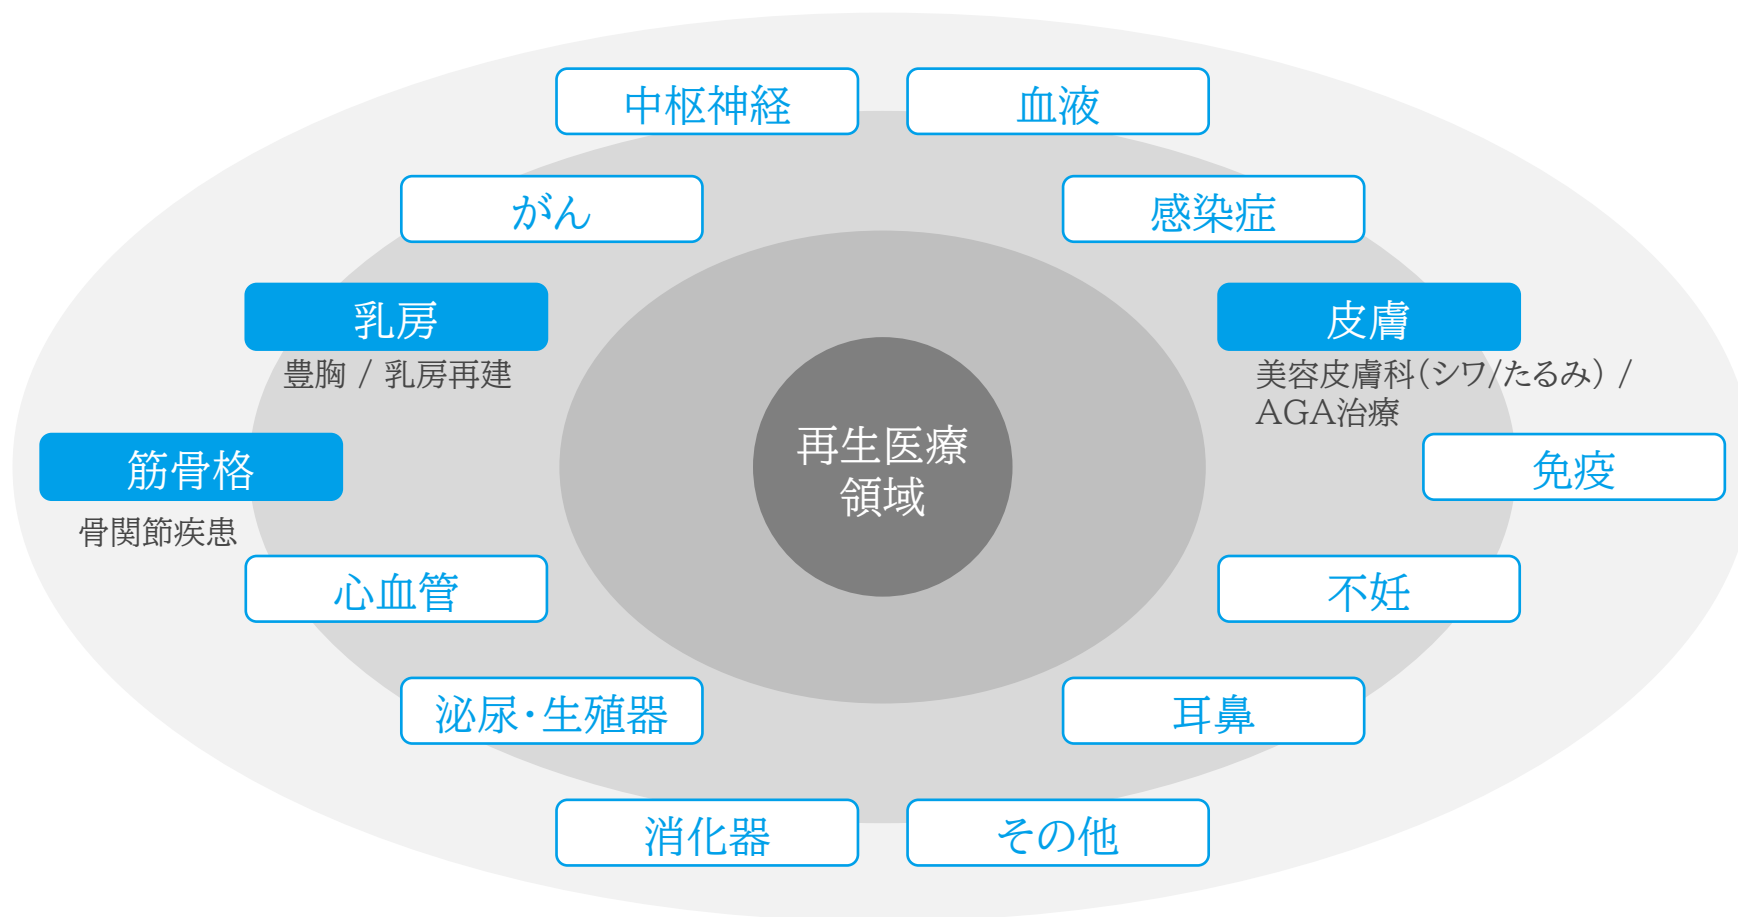 中枢神経
血液
がん
感染症
乳房
豊胸 / 乳房再建
皮膚
美容皮膚科（シワ/たるみ） /
AGA治療
再生医療
領域
筋骨格
骨関節疾患
免疫
心血管
不妊
泌尿・生殖器
耳鼻
消化器
その他